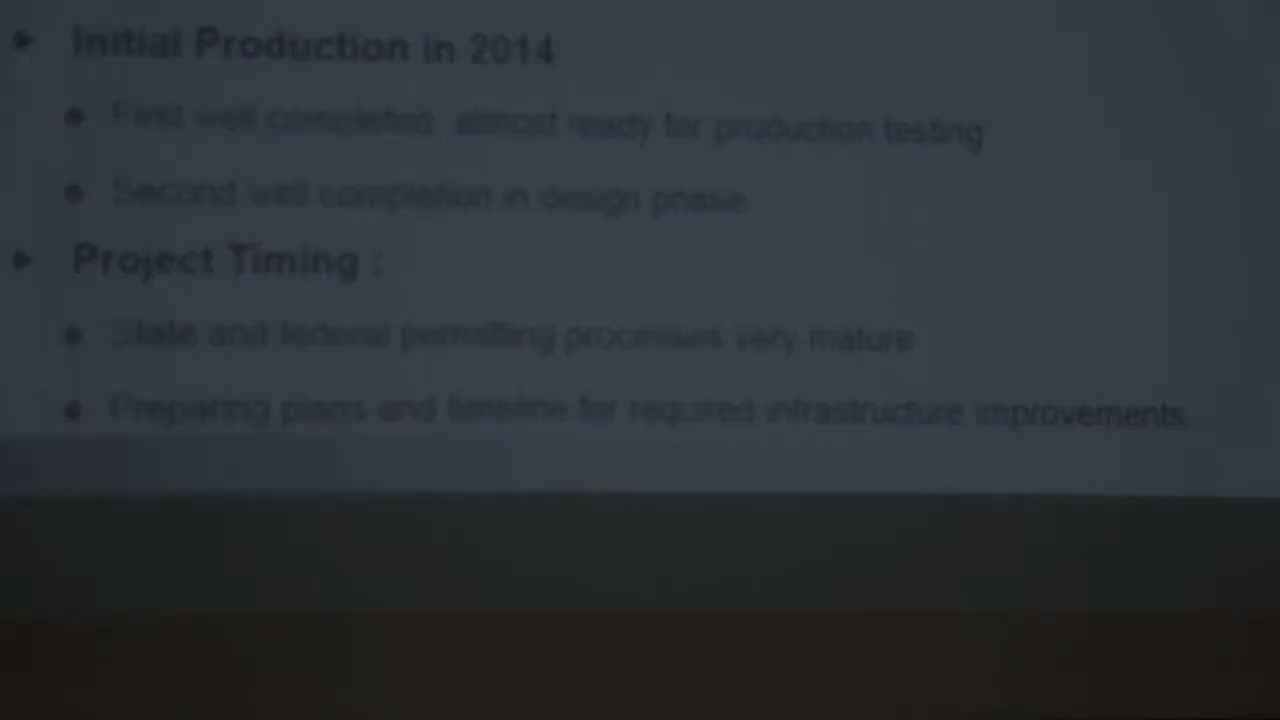 Initial Production in 2014
First well completed, almost ready for production testing
Second well completion in design phase
Project Timing :
State and federal permitting processes very mature
Preparing plans and timeline for required infrastructure improvements